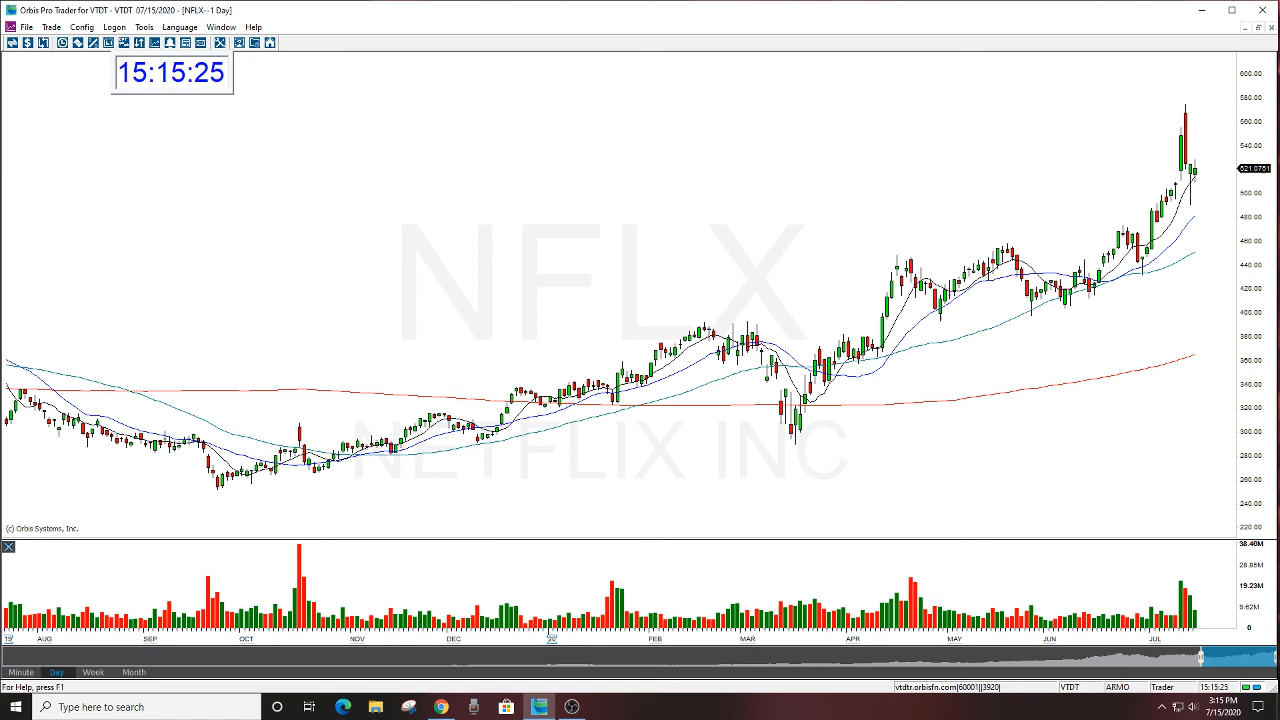 Orbis Pro Trader for VTDT - VTDT 07/15/2020 - [NFLX--1 Day]
File Trade Config Logon Tools Language Window Help
15:15:25
600.00
580.00
560.00
540.00
521.0751
500.00
480.00
460.00
440.00
420.00
400.00
380.00
360.00
340.00
320.00
300.00
280.00
260.00
240.00
220.00
NFLX
NETFLIX INC
(c) Orbis Systems, Inc.
38.40M
28.85M
19.23M
9.62M
0
19 AUG SEP OCT NOV DEC 20 FEB MAR APR MAY JUN JUL
Minute Day Week Month
For Help, press F1 vtdtr.orbisfn.com|60001||3920| VTDT ARMO Trader 15:15:25
Type here to search
3:15 PM
7/15/2020